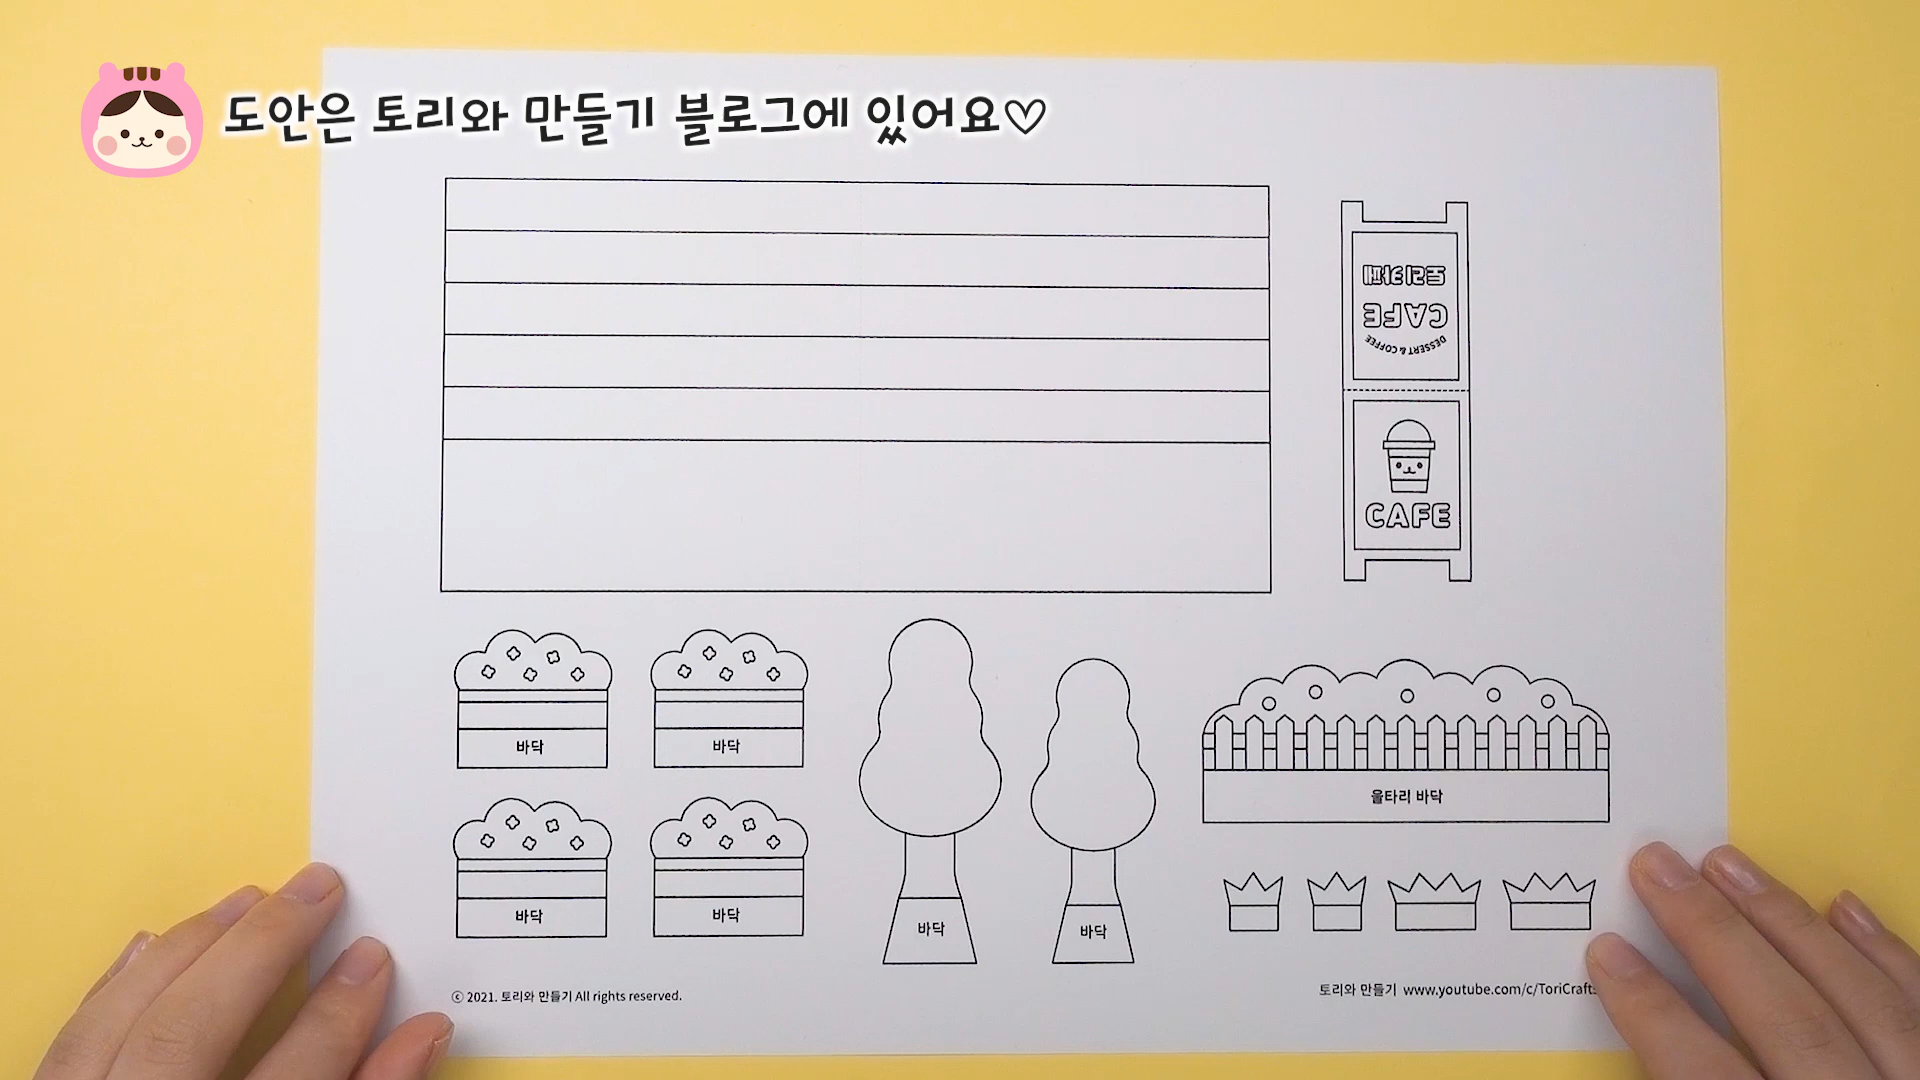 도안은 토리와 만들기 블로그에 있어요♡
토리카페
CAFE
DESSERT & COFFEE
CAFE
바닥
바닥
바닥
바닥
바닥
바닥
울타리 바닥
ⓒ 2021. 토리와 만들기 All rights reserved.
토리와 만들기 www.youtube.com/c/ToriCrafts